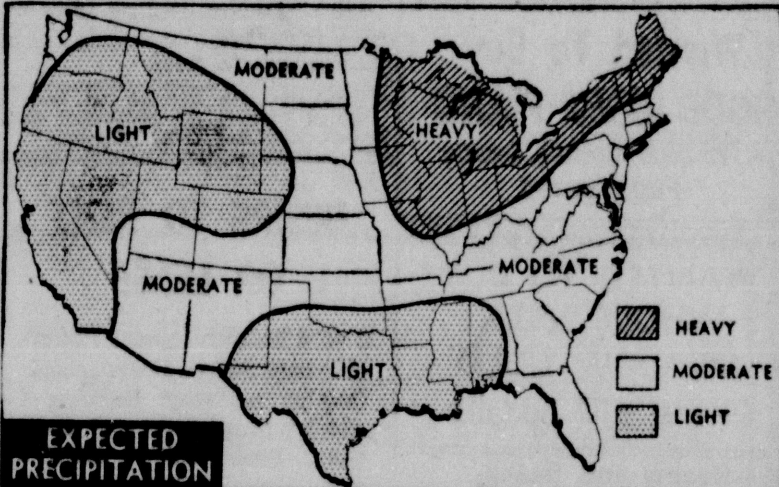 MODERATE
LIGHT
HEAVY
MODERATE
MODERATE
LIGHT
HEAVY
MODERATE
LIGHT
EXPECTED
PRECIPITATION